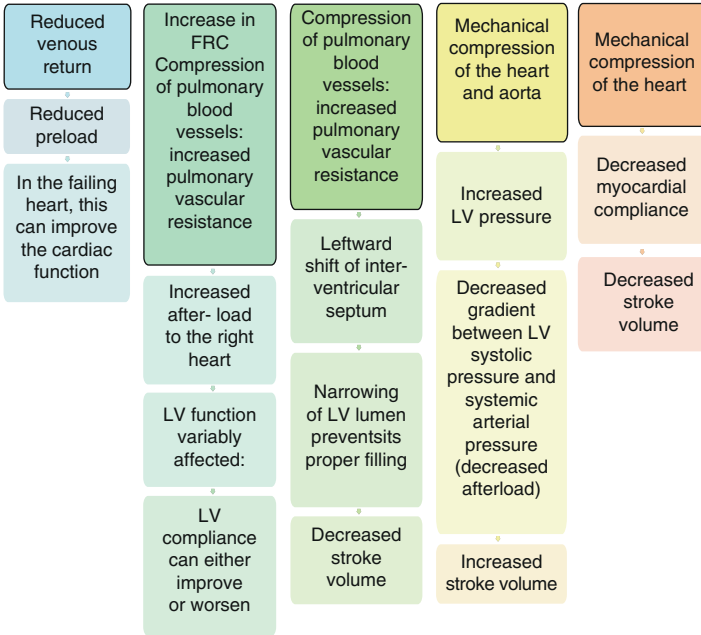 Reduced
venous
return
Reduced
preload
In the failing
heart, this
can improve
the cardiac
function
Increase in
FRC
Compression
of pulmonary
blood
vessels:
increased
pulmonary
vascular
resistance
Increased
after- load
to the right
heart
LV function
variably
affected:
LV
compliance
can either
improve
or worsen
Compression
of pulmonary
blood
vessels:
increased
pulmonary
vascular
resistance
Leftward
shift of inter-
ventricular
septum
Narrowing
of LV lumen
preventsits
proper filling
Decreased
stroke
volume
Mechanical
compression
of the heart
and aorta
Increased
LV pressure
Decreased
gradient
between LV
systolic
pressure and
systemic
arterial
pressure
(decreased
afterload)
Increased
stroke volume
Mechanical
compression
of the heart
Decreased
myocardial
compliance
Decreased
stroke
volume